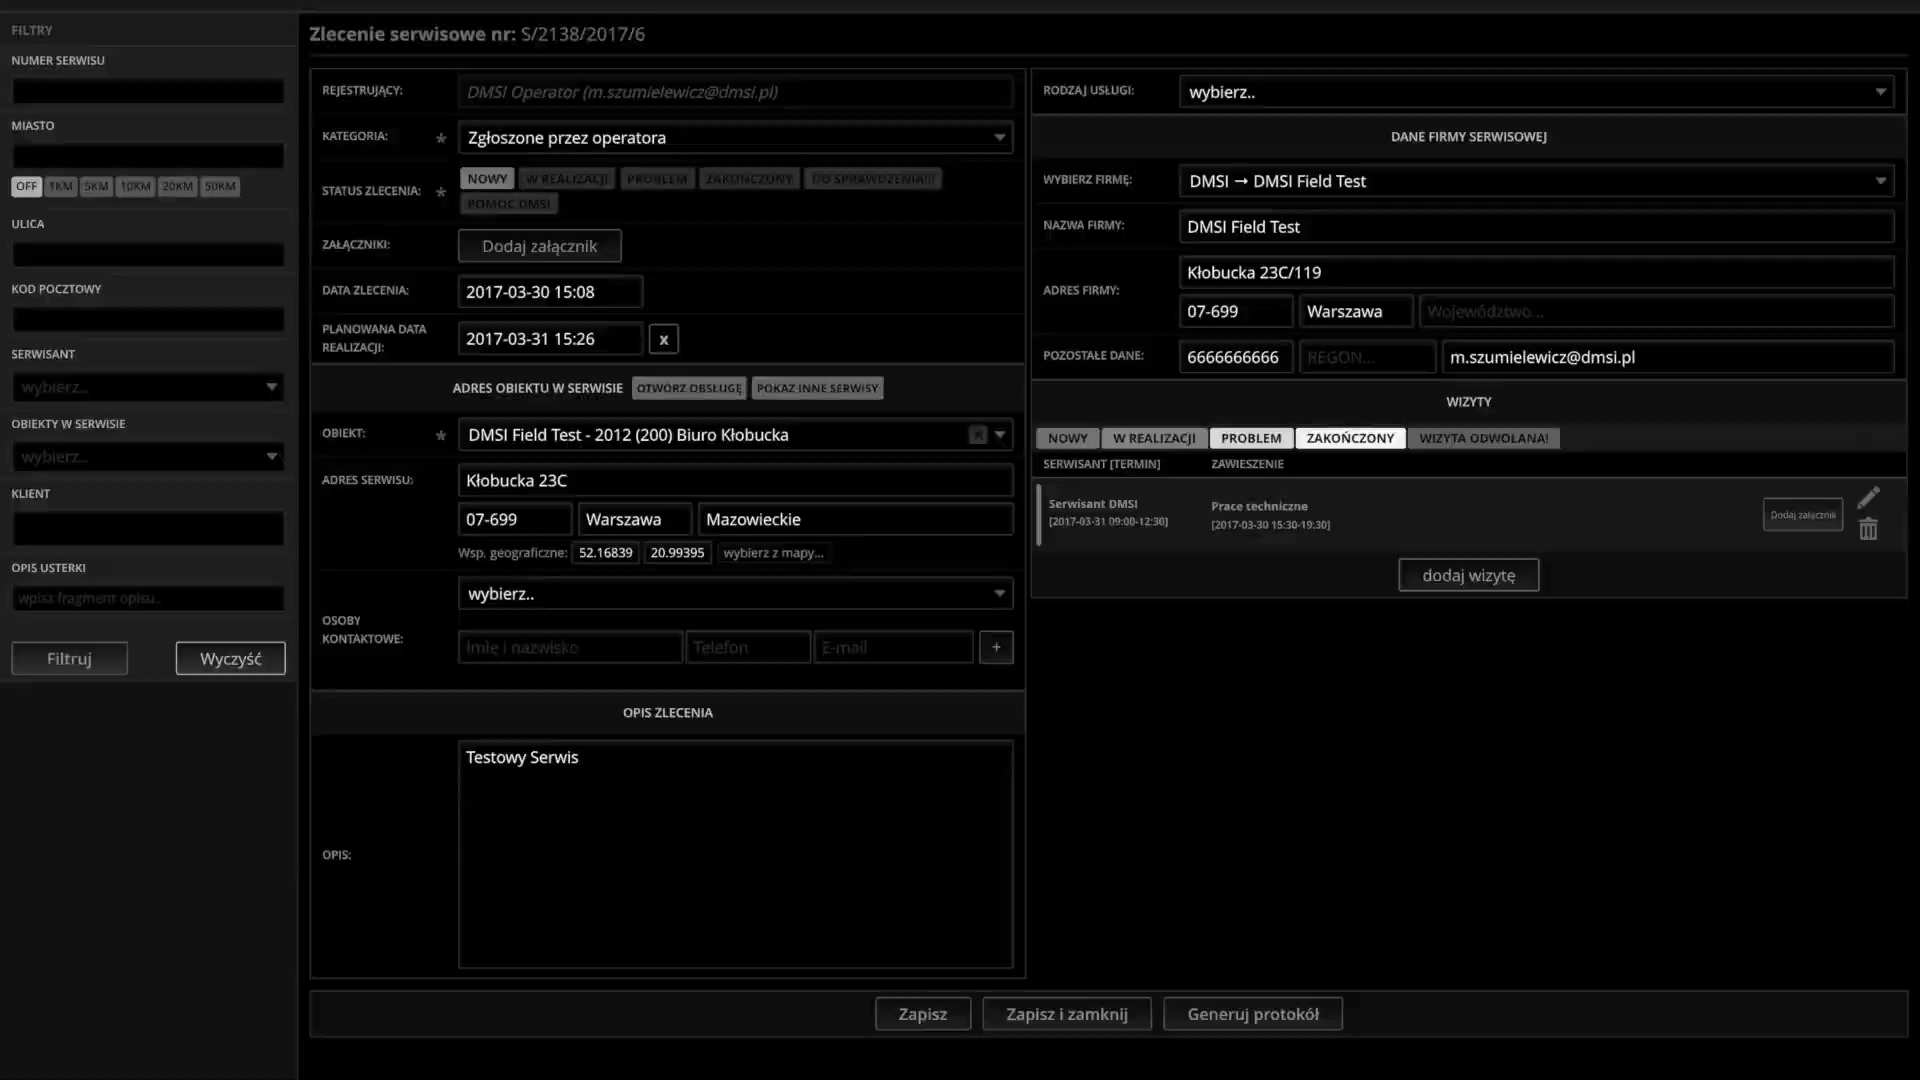 FILTRY
NUMER SERWISU
MIASTO
OFF 1KM 5KM 10KM 20KM 50KM
ULICA
KOD POCZTOWY
SERWISANT
wybierz..
OBIEKTY W SERWISIE
wybierz..
KLIENT
OPIS USTERKI
wpisz fragment opisu..
Filtruj Wyczyść
Zlecenie serwisowe nr: S/2138/2017/6
REJESTRUJĄCY: DMSI Operator (m.szumielewicz@dmsi.pl)
KATEGORIA: * Zgłoszone przez operatora
STATUS ZLECENIA: * NOWY W REALIZACJI PROBLEM ZAKOŃCZONY DO SPRAWDZENIA!!!
POMOC DMSI
ZAŁĄCZNIKI: Dodaj załącznik
DATA ZLECENIA: 2017-03-30 15:08
PLANOWANA DATA
REALIZACJI: 2017-03-31 15:26 x
ADRES OBIEKTU W SERWISIE OTWÓRZ OBSŁUGĘ POKAŻ INNE SERWISY
OBIEKT: * DMSI Field Test - 2012 (200) Biuro Kłobucka x
ADRES SERWISU: Kłobucka 23C
07-699 Warszawa Mazowieckie
Wsp. geograficzne: 52.16839 20.99395 wybierz z mapy...
wybierz..
OSOBY
KONTAKTOWE: Imię i nazwisko Telefon E-mail +
OPIS ZLECENIA
Testowy Serwis
OPIS:
RODZAJ USŁUGI: wybierz..
DANE FIRMY SERWISOWEJ
WYBIERZ FIRMĘ: DMSI → DMSI Field Test
NAZWA FIRMY: DMSI Field Test
Kłobucka 23C/119
ADRES FIRMY:
07-699 Warszawa Województwo...
POZOSTAŁE DANE: 6666666666 REGON... m.szumielewicz@dmsi.pl
WIZYTY
NOWY W REALIZACJI PROBLEM ZAKOŃCZONY WIZYTA ODWOŁANA!
SERWISANT [TERMIN] ZAWIESZENIE
Serwisant DMSI Prace techniczne
[2017-03-31 09:00-12:30] [2017-03-30 15:30-19:30]
Dodaj załącznik
dodaj wizytę
Zapisz Zapisz i zamknij Generuj protokół